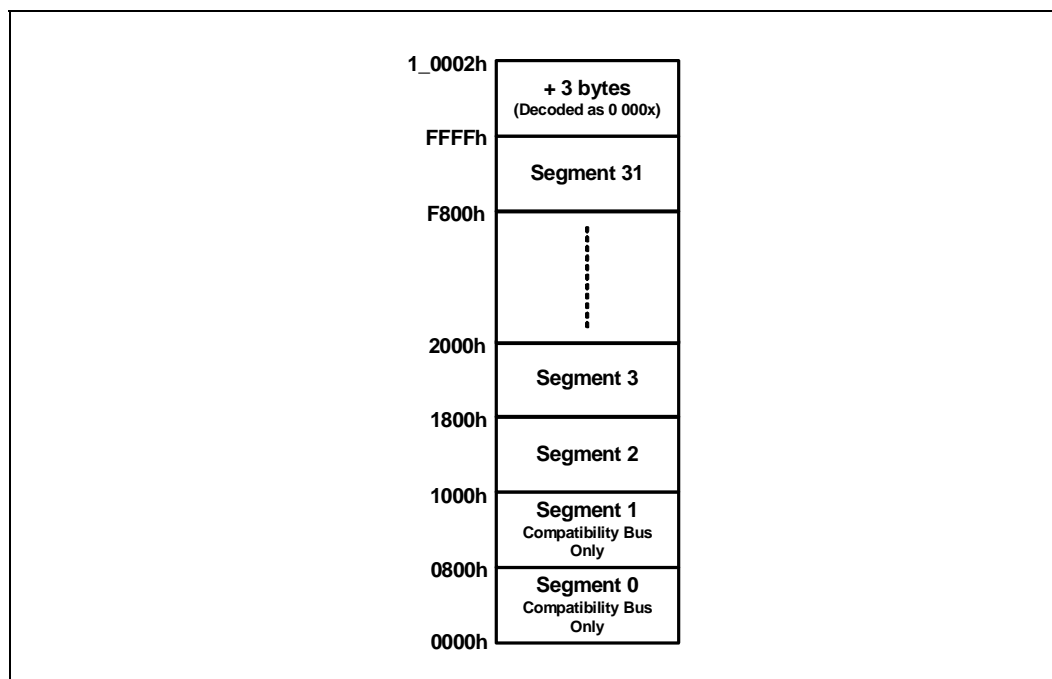 1_0002h
+ 3 bytes
(Decoded as 0 000x)
FFFFh
Segment 31
F800h
2000h
Segment 3
1800h
Segment 2
1000h
Segment 1
Compatibility Bus
Only
0800h
Segment 0
Compatibility Bus
Only
0000h